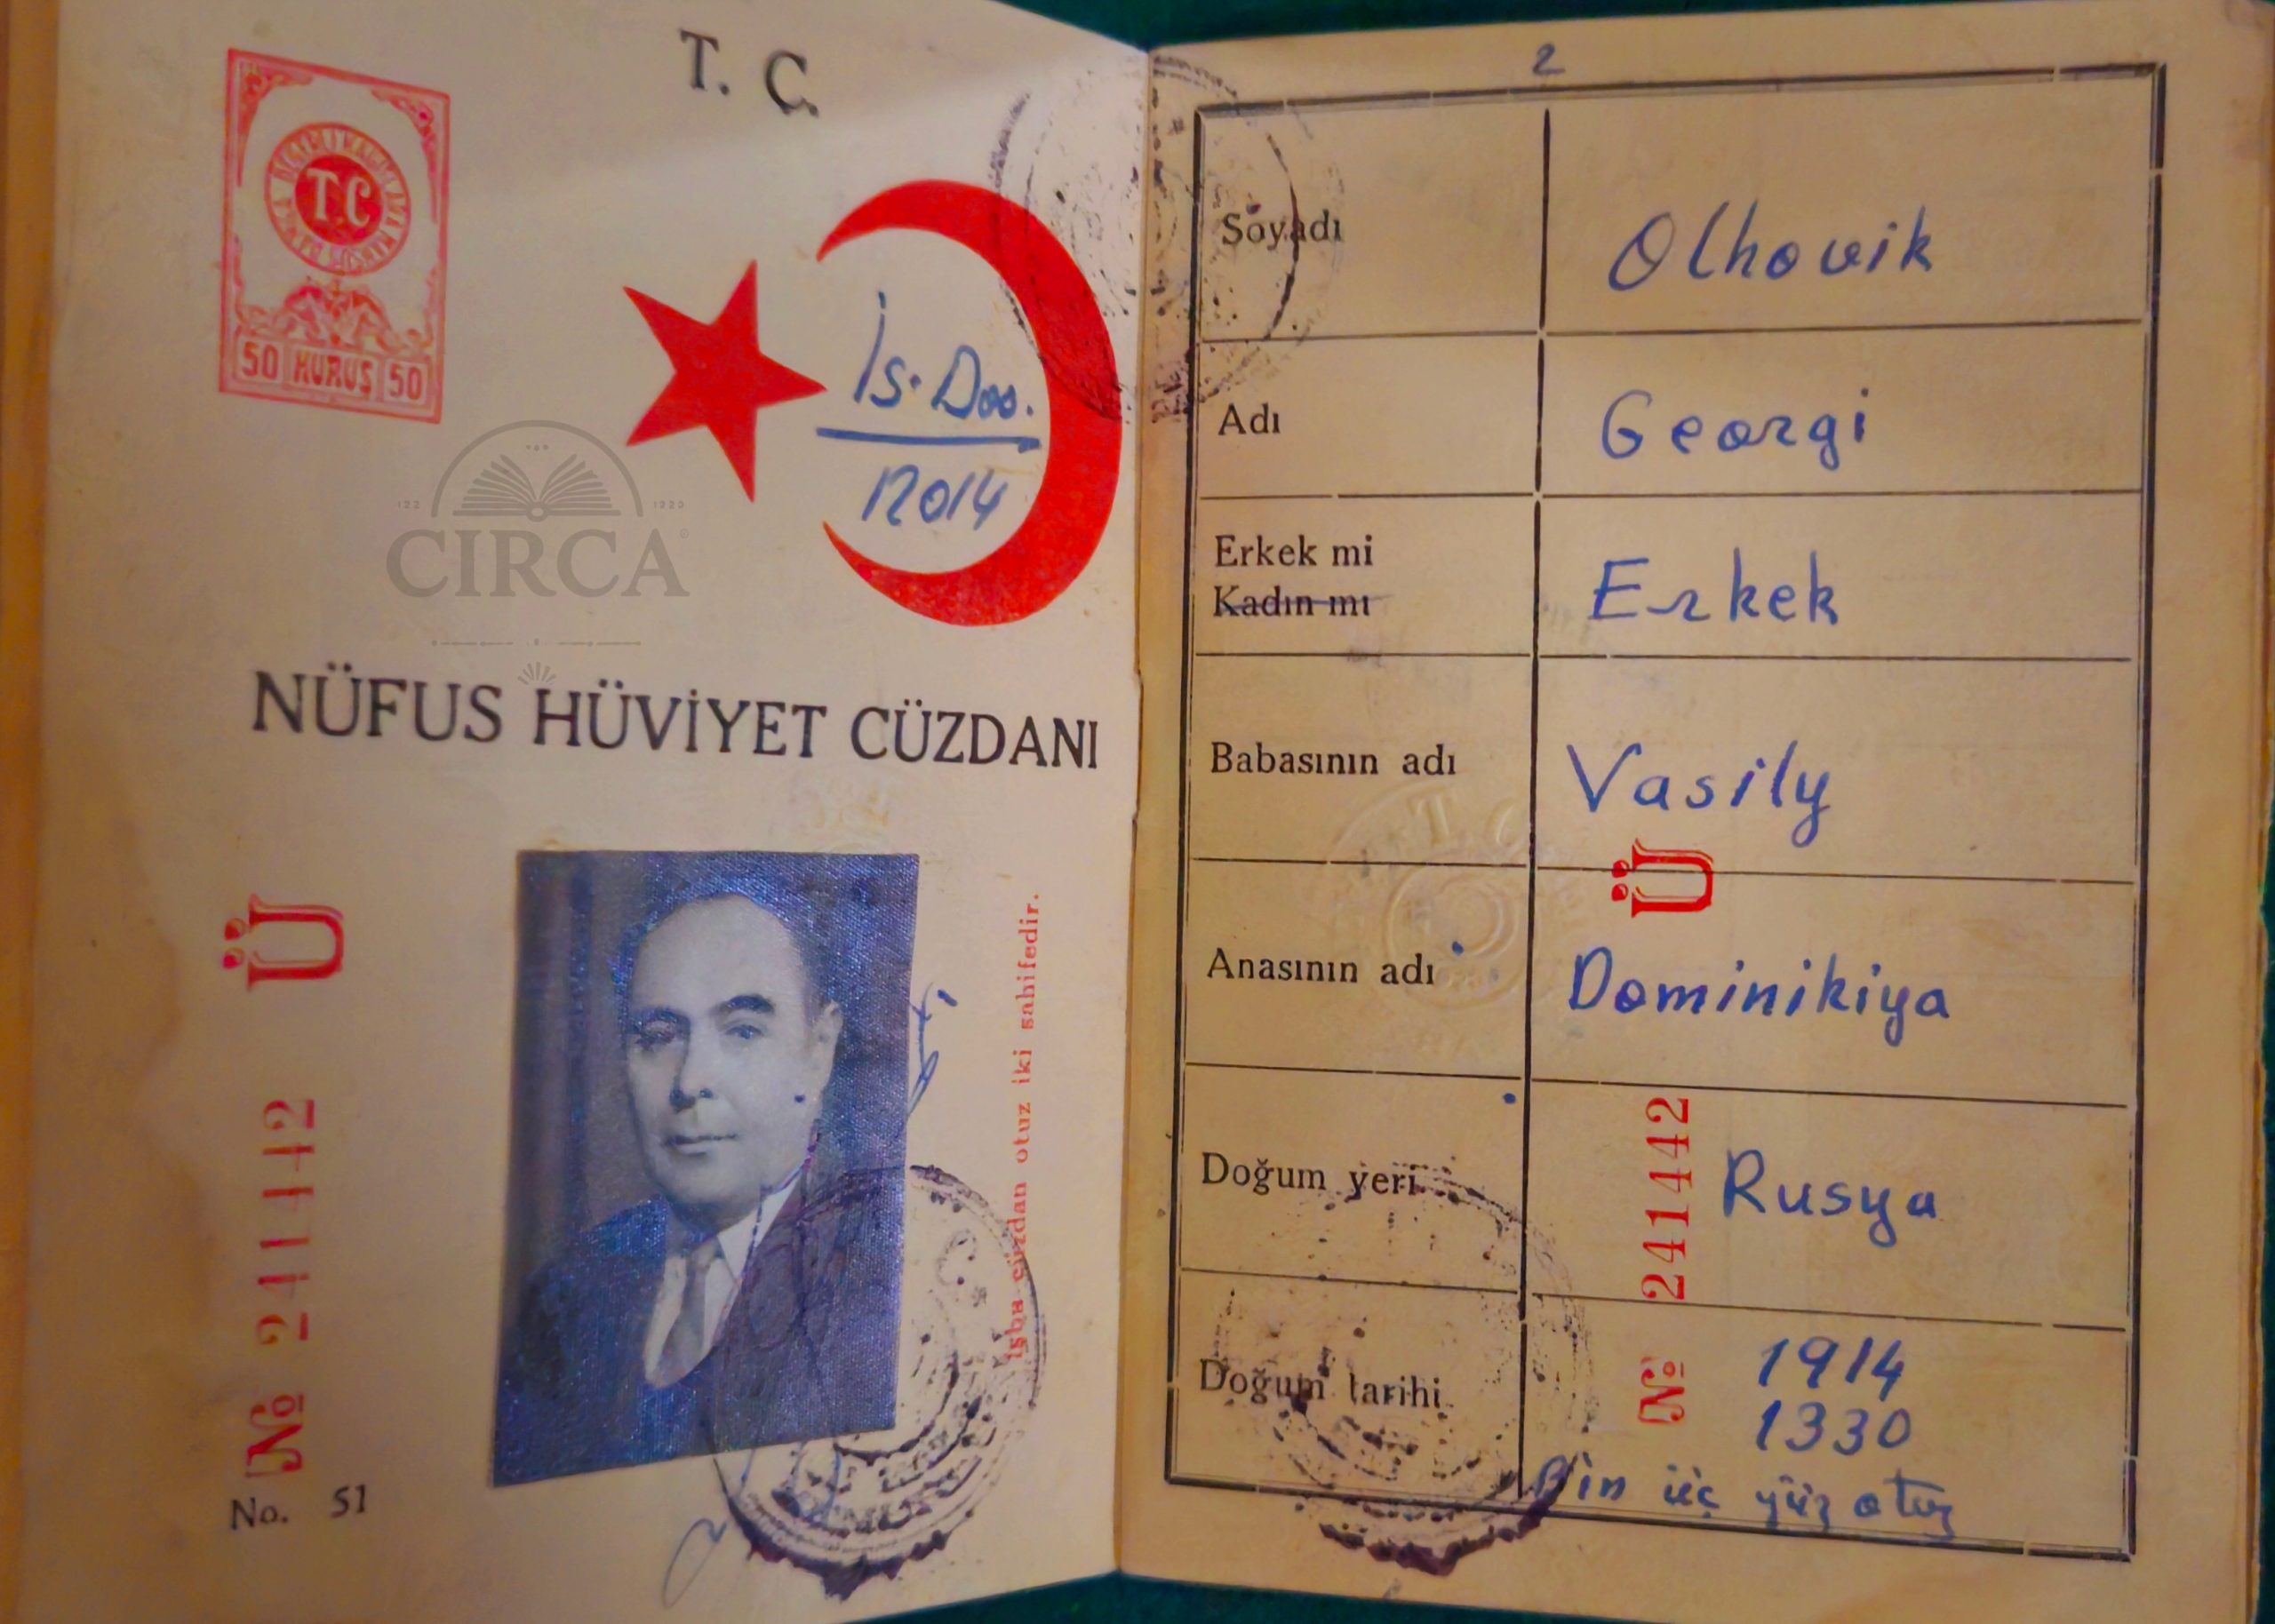 T. C.
T C
50 KURUŞ 50
İs. Dos.
12014
122 1920
CIRCA
NÜFUS HÜVİYET CÜZDANI
Ü
№ 241442
İşbu cüzdan otuz iki sahifedir.
No. 51
2
Soyadı Olhovik
Adı Georgi
Erkek mi
Kadın mı
Erkek
Babasının adı Vasily
Ü
Anasının adı Dominikiya
T. C.
Doğum yeri Rusya
№ 241442
Doğum tarihi 1914
1330
Bin üç yüz otuz